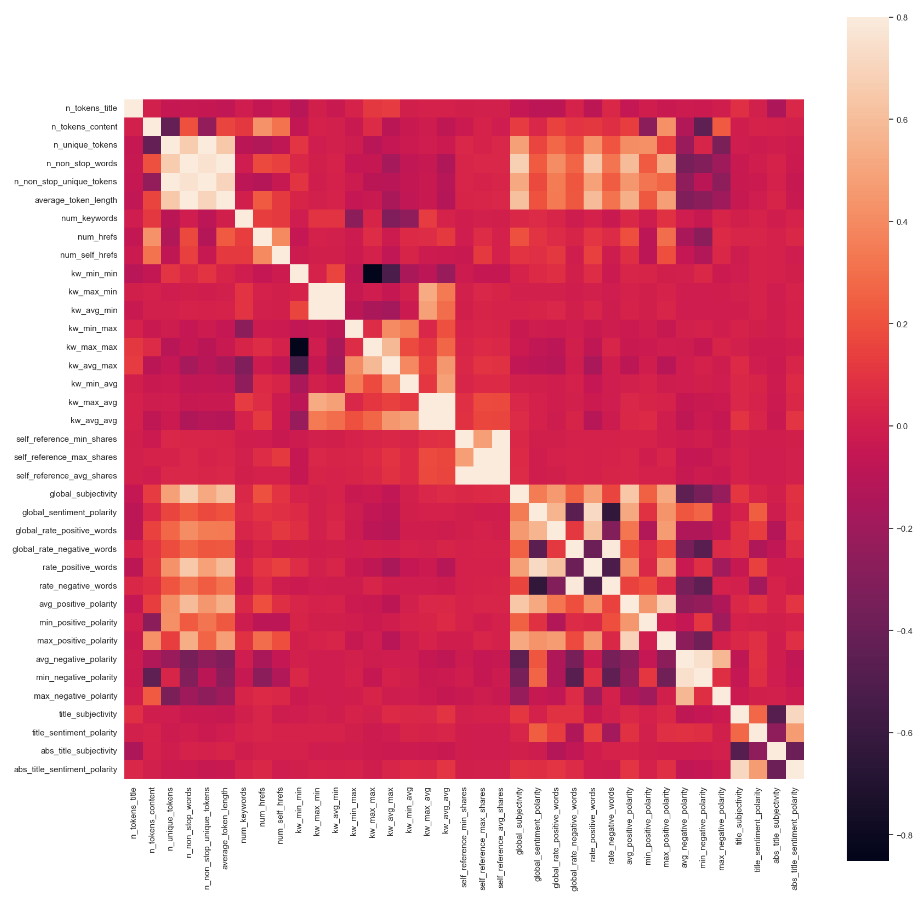 n_tokens_title
n_tokens_content
n_unique_tokens
n_non_stop_words
n_non_stop_unique_tokens
average_token_length
num_keywords
num_hrefs
num_self_hrefs
kw_min_min
kw_max_min
kw_avg_min
kw_min_max
kw_max_max
kw_avg_max
kw_min_avg
kw_max_avg
kw_avg_avg
self_reference_min_shares
self_reference_max_shares
self_reference_avg_shares
global_subjectivity
global_sentiment_polarity
global_rate_positive_words
global_rate_negative_words
rate_positive_words
rate_negative_words
avg_positive_polarity
min_positive_polarity
max_positive_polarity
avg_negative_polarity
min_negative_polarity
max_negative_polarity
title_subjectivity
title_sentiment_polarity
abs_title_subjectivity
abs_title_sentiment_polarity
n_tokens_title
n_tokens_content
n_unique_tokens
n_non_stop_words
n_non_stop_unique_tokens
average_token_length
num_keywords
num_hrefs
num_self_hrefs
kw_min_min
kw_max_min
kw_avg_min
kw_min_max
kw_max_max
kw_avg_max
kw_min_avg
kw_max_avg
kw_avg_avg
self_reference_min_shares
self_reference_max_shares
self_reference_avg_shares
global_subjectivity
global_sentiment_polarity
global_rate_positive_words
global_rate_negative_words
rate_positive_words
rate_negative_words
avg_positive_polarity
min_positive_polarity
max_positive_polarity
avg_negative_polarity
min_negative_polarity
max_negative_polarity
title_subjectivity
title_sentiment_polarity
abs_title_subjectivity
abs_title_sentiment_polarity
0.8
0.6
0.4
0.2
0.0
−0.2
−0.4
−0.6
−0.8